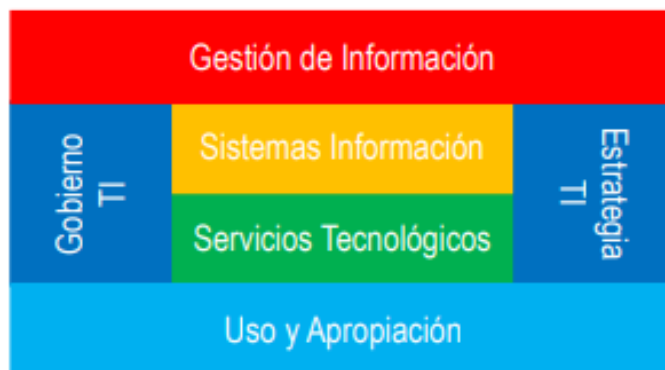 Gestión de Información
Gobierno
TI
Sistemas Información
Servicios Tecnológicos
Estrategia
TI
Uso y Apropiación